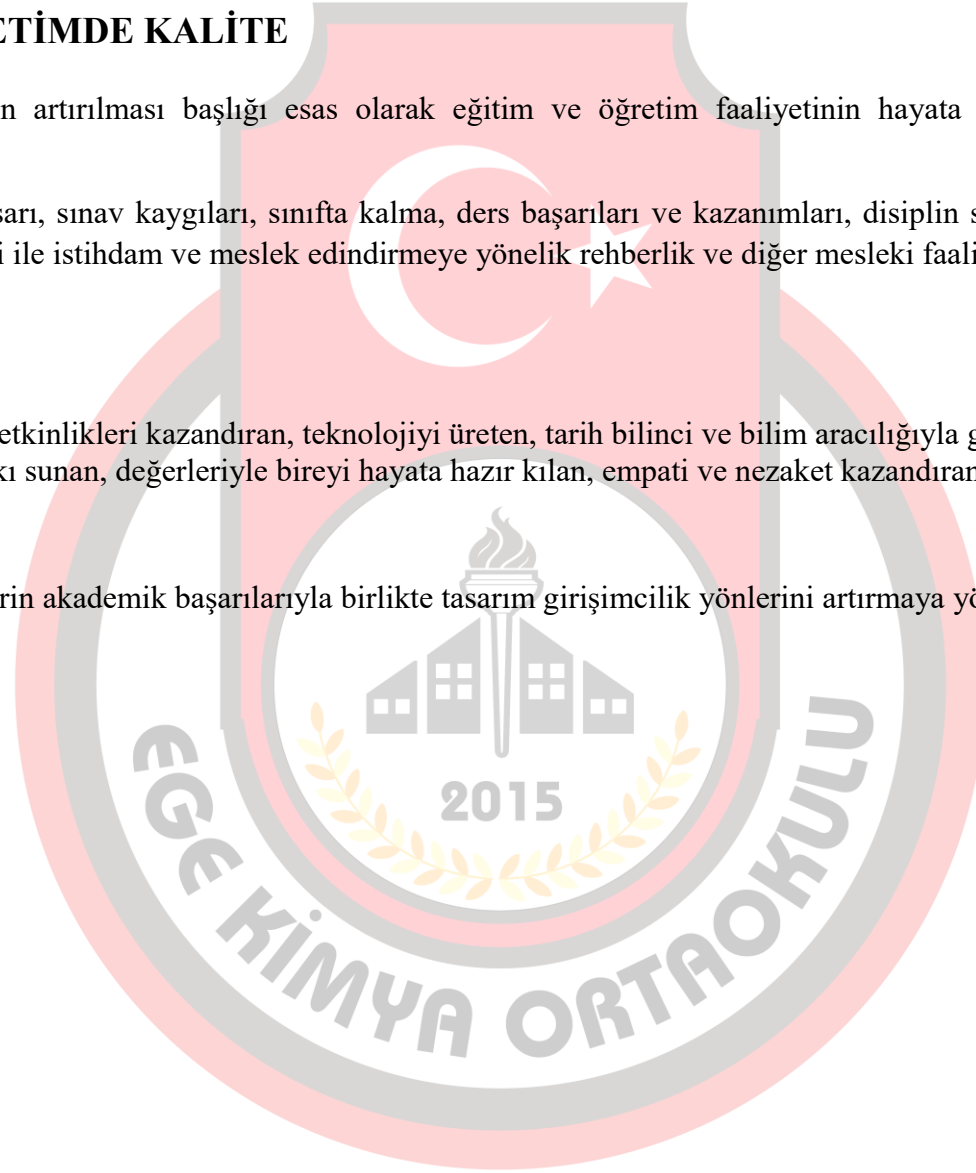 ETİMDE KALİTE
n artırılması başlığı esas olarak eğitim ve öğretim faaliyetinin hayata
sarı, sınav kaygıları, sınıfta kalma, ders başarıları ve kazanımları, disiplin s
i ile istihdam ve meslek edindirmeye yönelik rehberlik ve diğer mesleki faali
etkinlikleri kazandıran, teknolojiyi üreten, tarih bilinci ve bilim aracılığıyla g
kı sunan, değerleriyle bireyi hayata hazır kılan, empati ve nezaket kazandıran
rin akademik başarılarıyla birlikte tasarım girişimcilik yönlerini artırmaya yö
2015
EGE KİMYA ORTAOKULU